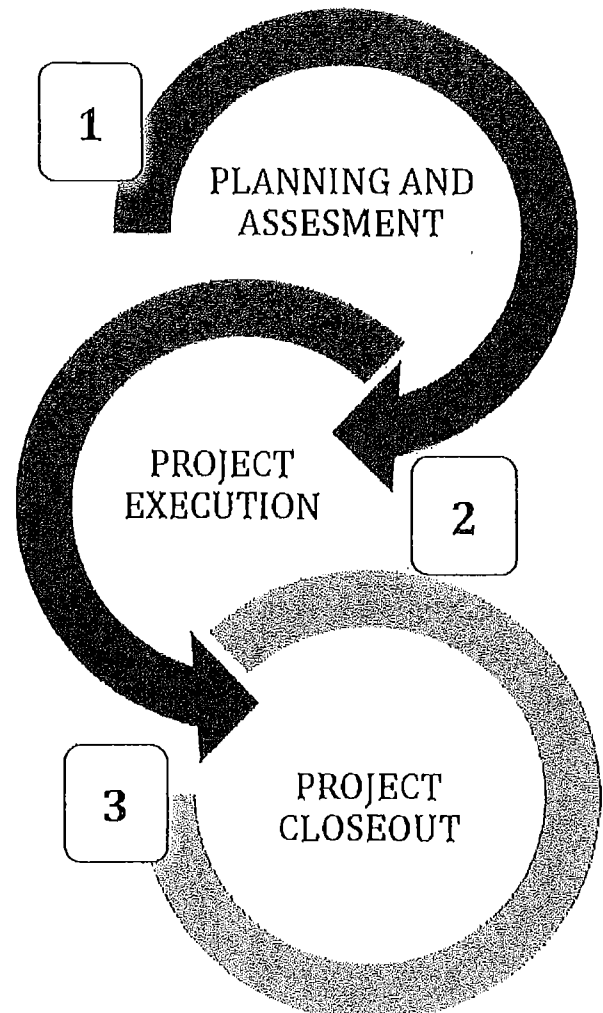 1
PLANNING AND
ASSESMENT
PROJECT
EXECUTION
2
3
PROJECT
CLOSEOUT